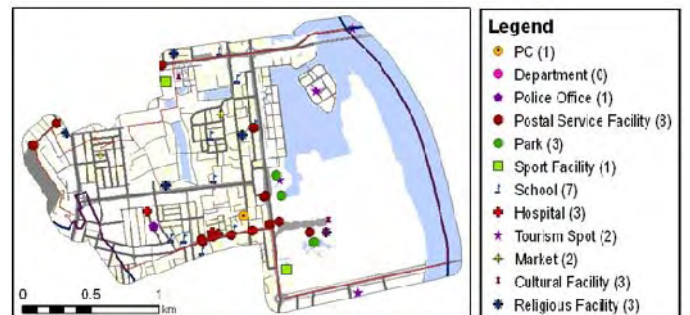 Legend
PC (1)
Department (0)
Police Office (1)
Postal Service Facility (8)
Park (3)
Sport Facility (1)
School (7)
Hospital (3)
Tourism Spot (2)
Market (2)
Cultural Facility (3)
Religious Facility (3)
0 0.5 1
km